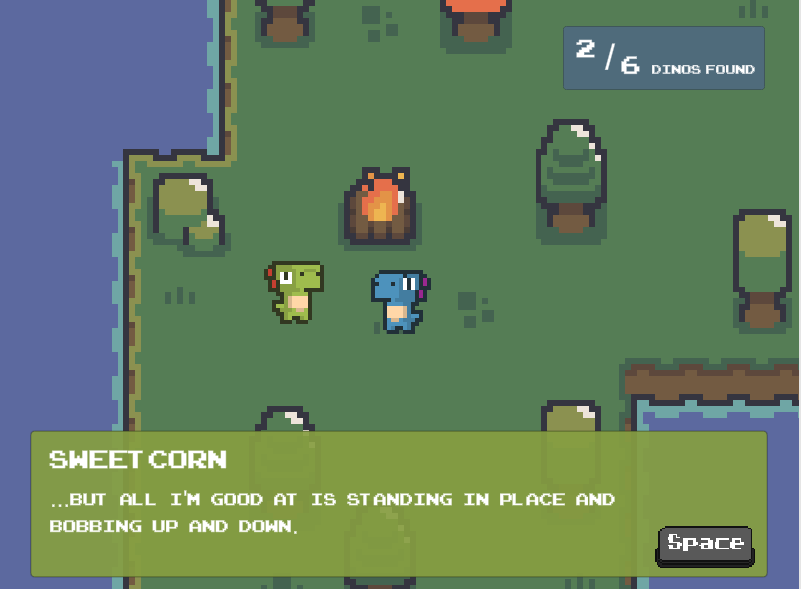 2/6 DINOS FOUND
SWEET CORN
...BUT ALL I'M GOOD AT IS STANDING IN PLACE AND
BOBBING UP AND DOWN.
Space